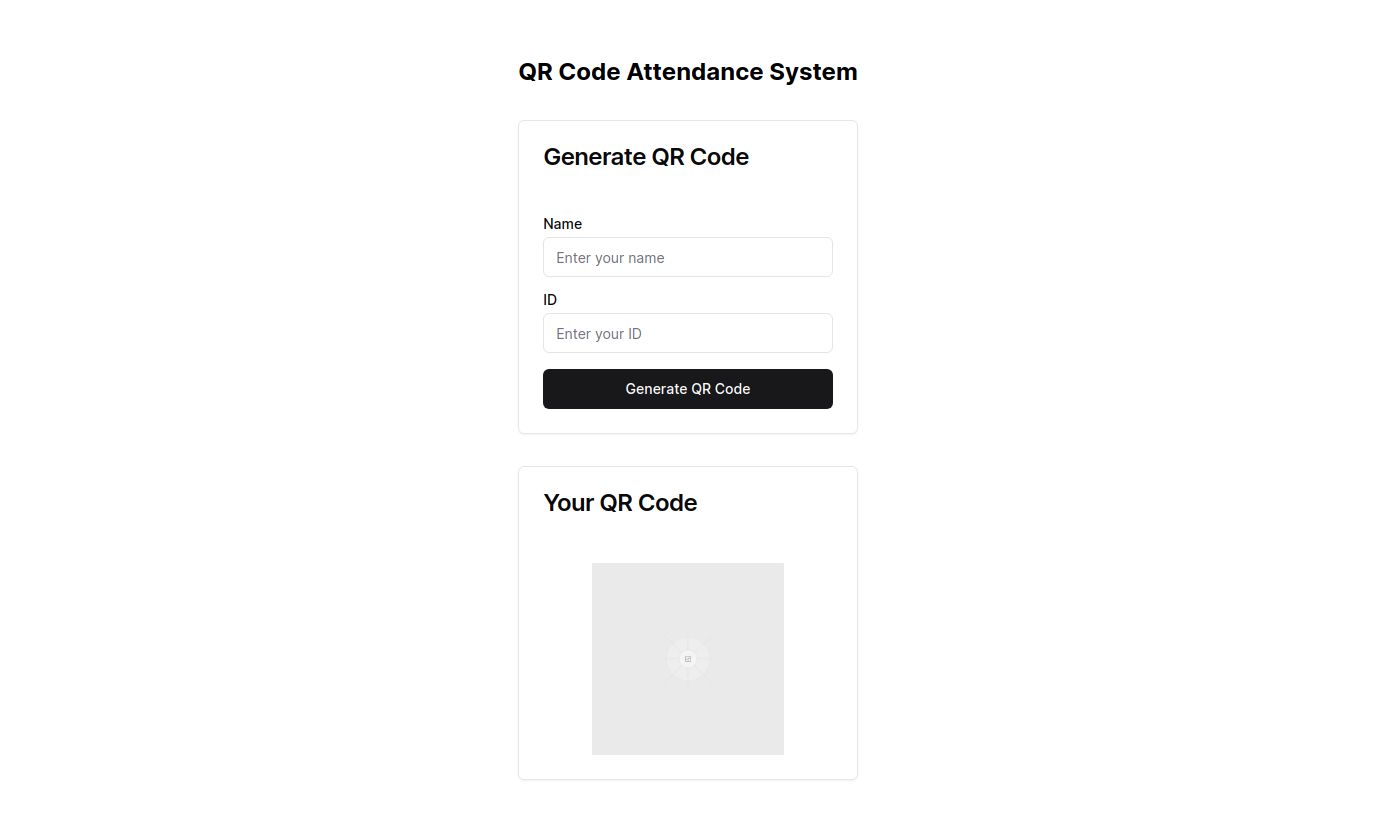 QR Code Attendance System
Generate QR Code
Name
Enter your name
ID
Enter your ID
Generate QR Code
Your QR Code